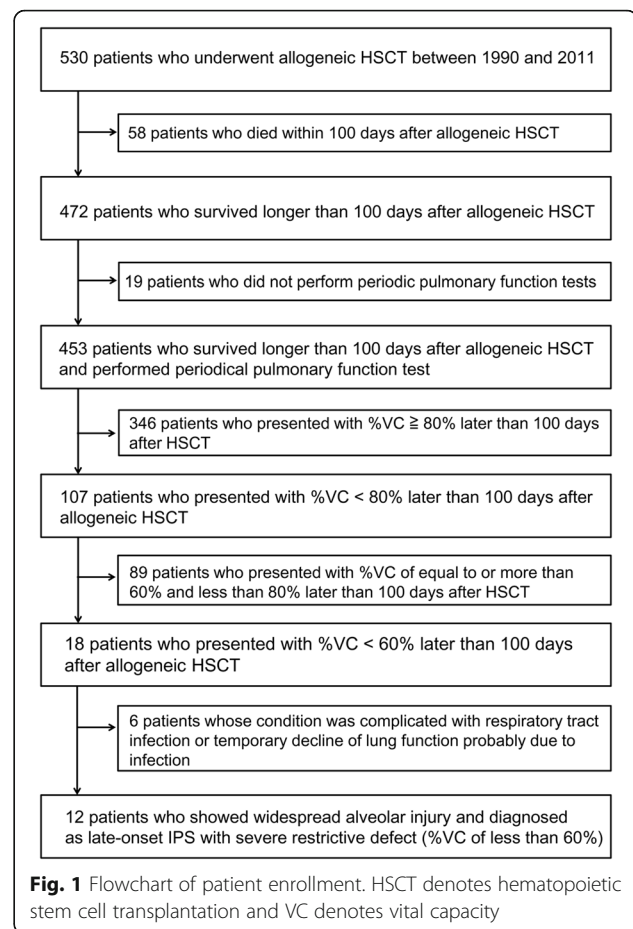 530 patients who underwent allogeneic HSCT between 1990 and 2011
58 patients who died within 100 days after allogeneic HSCT
472 patients who survived longer than 100 days after allogeneic HSCT
19 patients who did not perform periodic pulmonary function tests
453 patients who survived longer than 100 days after allogeneic HSCT
and performed periodical pulmonary function test
346 patients who presented with %VC ≧ 80% later than 100 days
after HSCT
107 patients who presented with %VC < 80% later than 100 days after
allogeneic HSCT
89 patients who presented with %VC of equal to or more than
60% and less than 80% later than 100 days after HSCT
18 patients who presented with %VC < 60% later than 100 days
after allogeneic HSCT
6 patients whose condition was complicated with respiratory tract
infection or temporary decline of lung function probably due to
infection
12 patients who showed widespread alveolar injury and diagnosed
as late-onset IPS with severe restrictive defect (%VC of less than 60%)
Fig. 1 Flowchart of patient enrollment. HSCT denotes hematopoietic
stem cell transplantation and VC denotes vital capacity